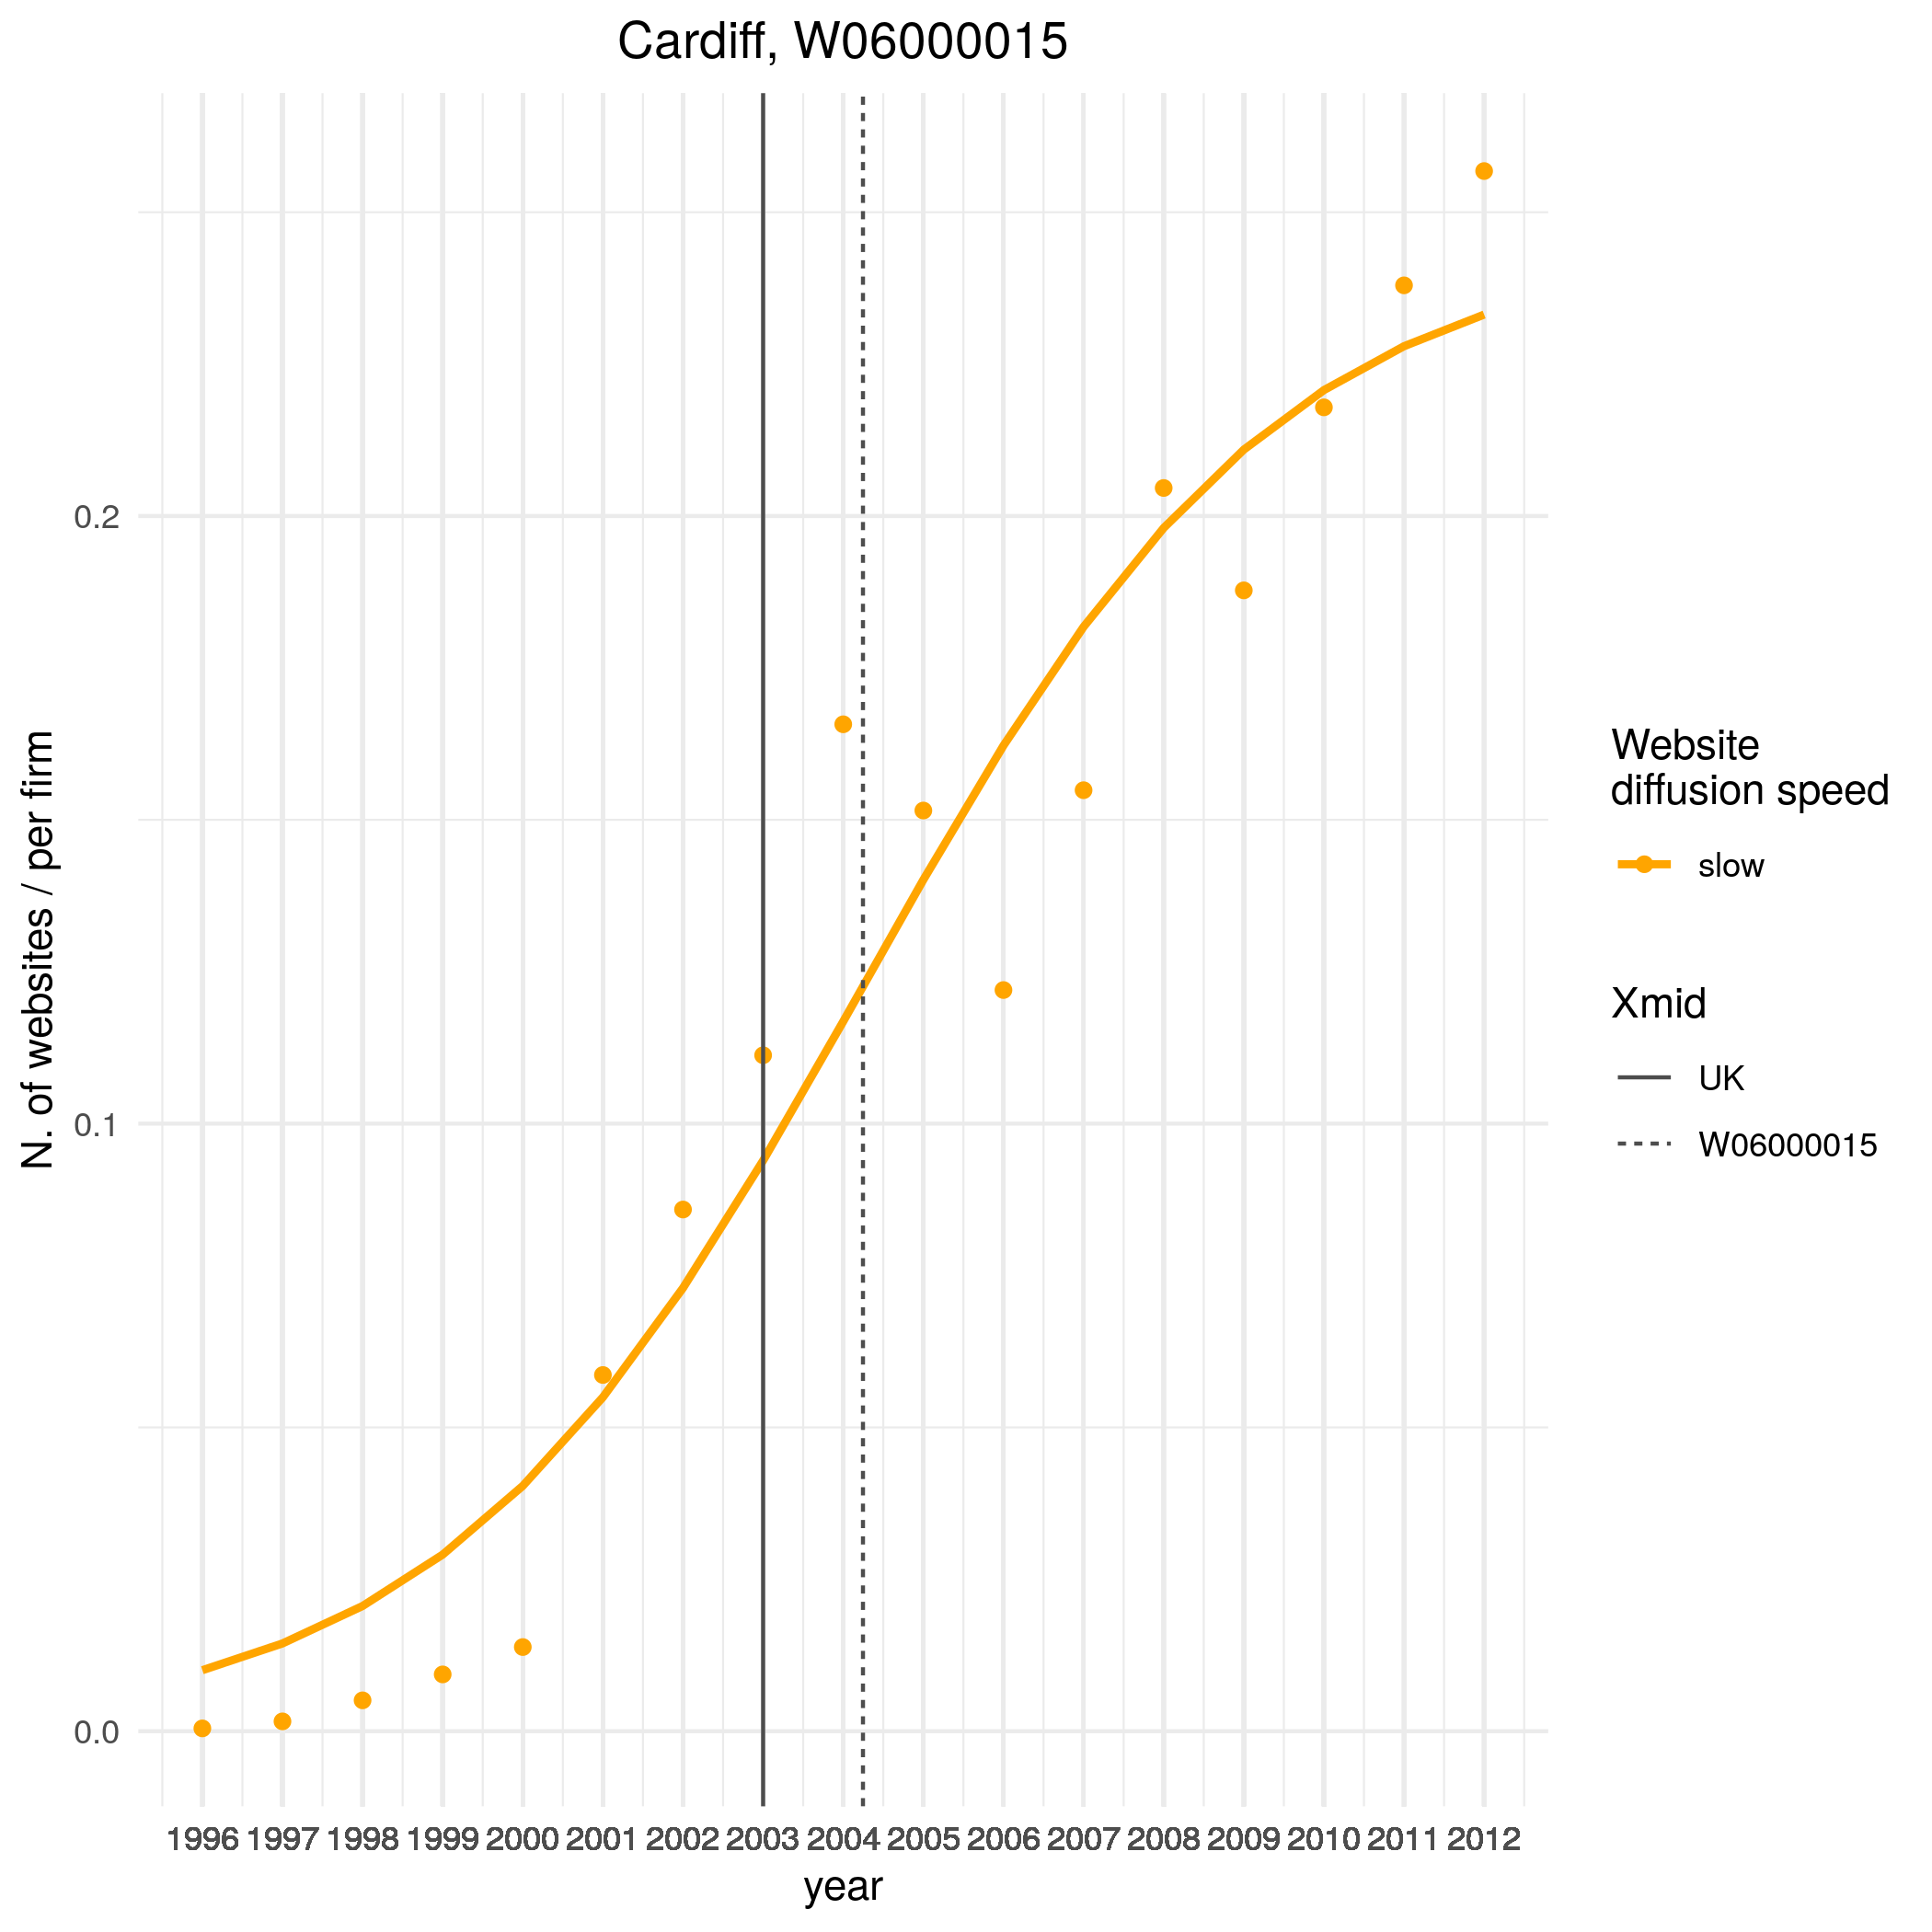 Cardiff, W06000015
N. of websites / per firm
0.2
0.1
0.0
1996 1997 1998 1999 2000 2001 2002 2003 2004 2005 2006 2007 2008 2009 2010 2011 2012
year
Website
diffusion speed
slow
Xmid
UK
W06000015